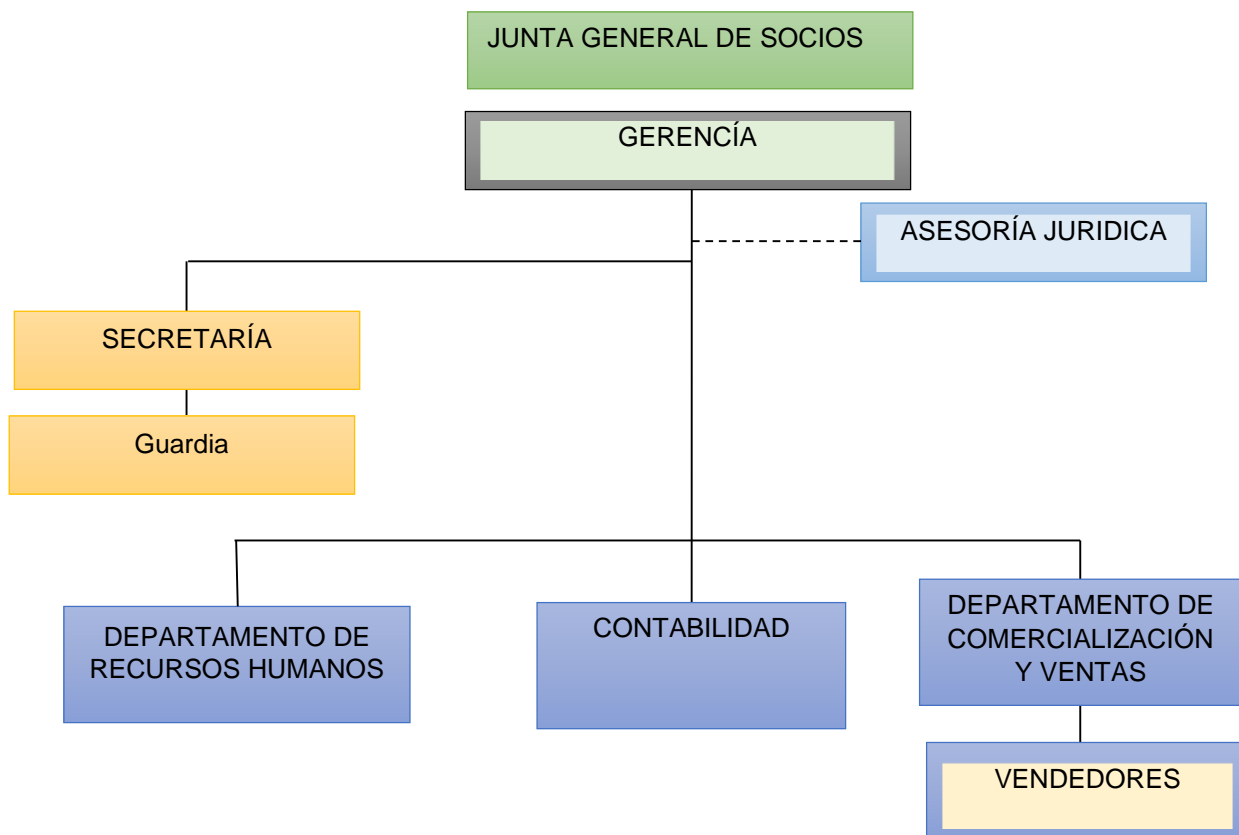 JUNTA GENERAL DE SOCIOS
GERENCÍA
ASESORÍA JURIDICA
SECRETARÍA
Guardia
DEPARTAMENTO DE
RECURSOS HUMANOS
CONTABILIDAD
DEPARTAMENTO DE
COMERCIALIZACIÓN
Y VENTAS
VENDEDORES